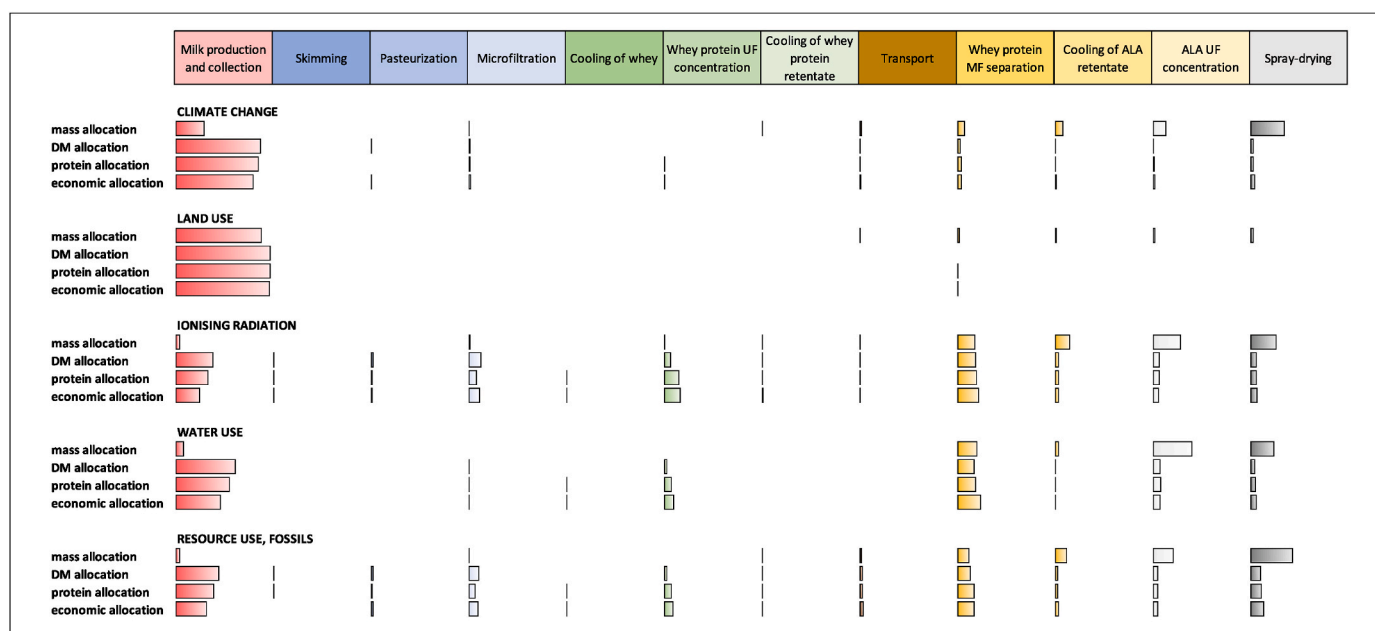 Milk production and collection
Skimming
Pasteurization
Microfiltration
Cooling of whey
Whey protein UF concentration
Cooling of whey protein retentate
Transport
Whey protein MF separation
Cooling of ALA retentate
ALA UF concentration
Spray-drying
CLIMATE CHANGE
mass allocation
DM allocation
protein allocation
economic allocation
LAND USE
mass allocation
DM allocation
protein allocation
economic allocation
IONISING RADIATION
mass allocation
DM allocation
protein allocation
economic allocation
WATER USE
mass allocation
DM allocation
protein allocation
economic allocation
RESOURCE USE, FOSSILS
mass allocation
DM allocation
protein allocation
economic allocation